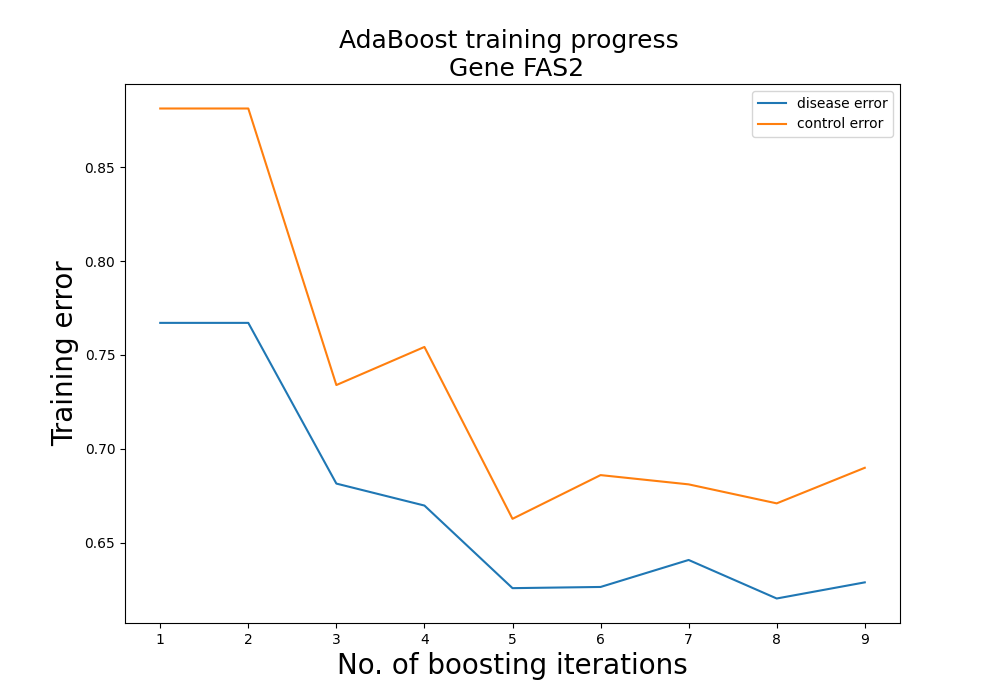 AdaBoost training progress
Gene FAS2
disease error
control error
Training error
0.85
0.80
0.75
0.70
0.65
1 2 3 4 5 6 7 8 9
No. of boosting iterations